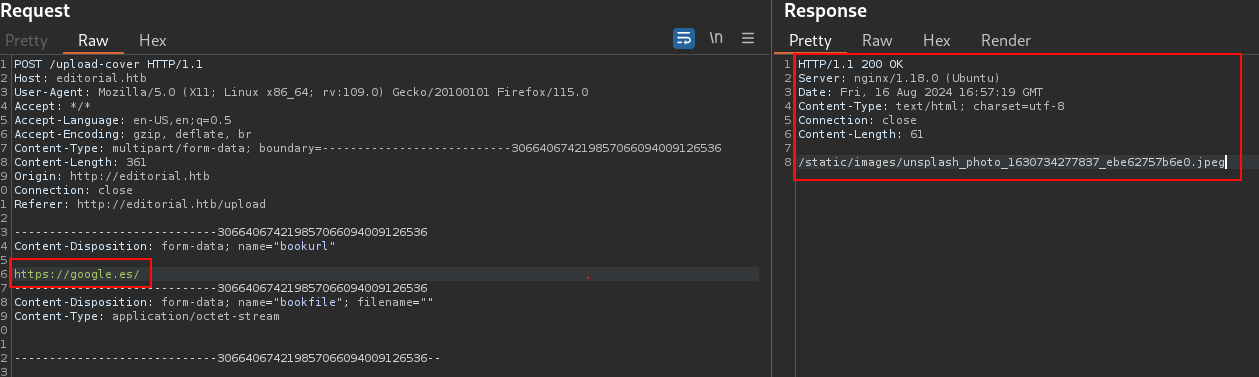 Request
Pretty Raw Hex
\n
1 POST /upload-cover HTTP/1.1
2 Host: editorial.htb
3 User-Agent: Mozilla/5.0 (X11; Linux x86_64; rv:109.0) Gecko/20100101 Firefox/115.0
4 Accept: */*
5 Accept-Language: en-US,en;q=0.5
6 Accept-Encoding: gzip, deflate, br
7 Content-Type: multipart/form-data; boundary=---------------------------306640674219857066094009126536
8 Content-Length: 361
9 Origin: http://editorial.htb
0 Connection: close
1 Referer: http://editorial.htb/upload
2
3 -----------------------------306640674219857066094009126536
4 Content-Disposition: form-data; name="bookurl"
5
6 https://google.es/
7 -----------------------------306640674219857066094009126536
8 Content-Disposition: form-data; name="bookfile"; filename=""
9 Content-Type: application/octet-stream
0
1
2 -----------------------------306640674219857066094009126536--
3
Response
Pretty Raw Hex Render
1 HTTP/1.1 200 OK
2 Server: nginx/1.18.0 (Ubuntu)
3 Date: Fri, 16 Aug 2024 16:57:19 GMT
4 Content-Type: text/html; charset=utf-8
5 Connection: close
6 Content-Length: 61
7
8 /static/images/unsplash_photo_1630734277837_ebe62757b6e0.jpeg